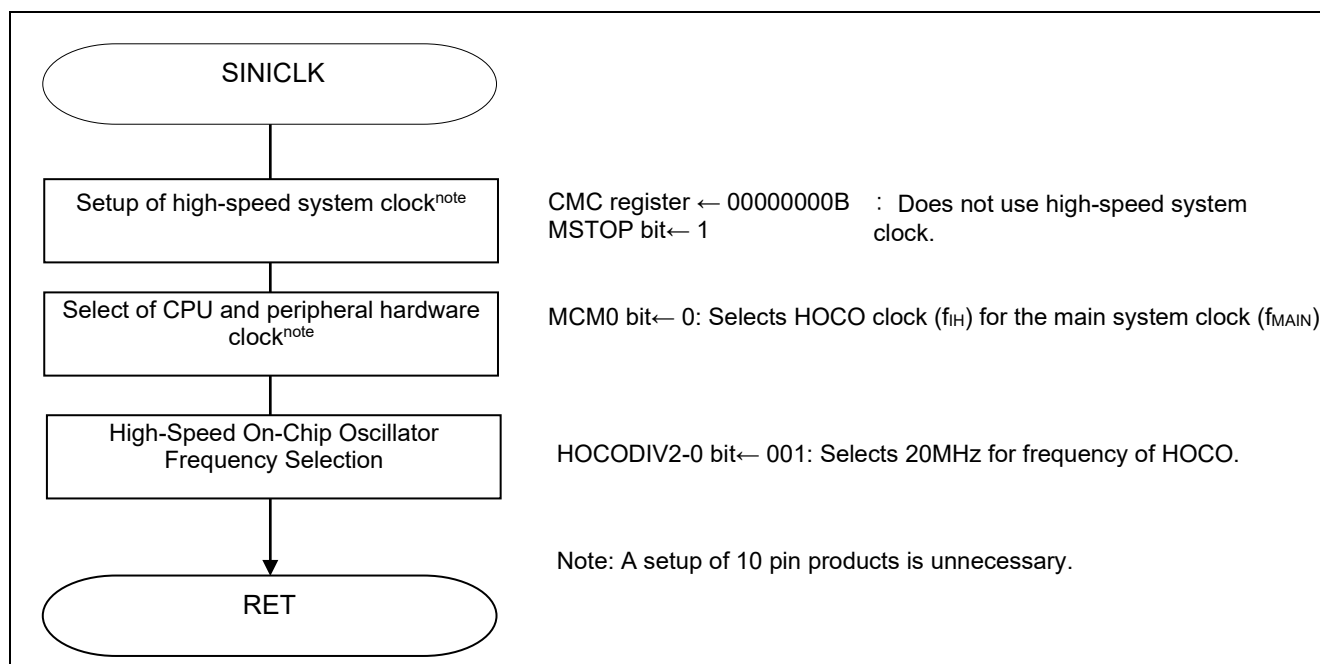 SINICLK
Setup of high-speed system clocknote
CMC register ← 00000000B : Does not use high-speed system
MSTOP bit← 1 clock.
Select of CPU and peripheral hardware
clocknote
MCM0 bit← 0: Selects HOCO clock (fIH) for the main system clock (fMAIN)
High-Speed On-Chip Oscillator
Frequency Selection
HOCODIV2-0 bit← 001: Selects 20MHz for frequency of HOCO.
Note: A setup of 10 pin products is unnecessary.
RET